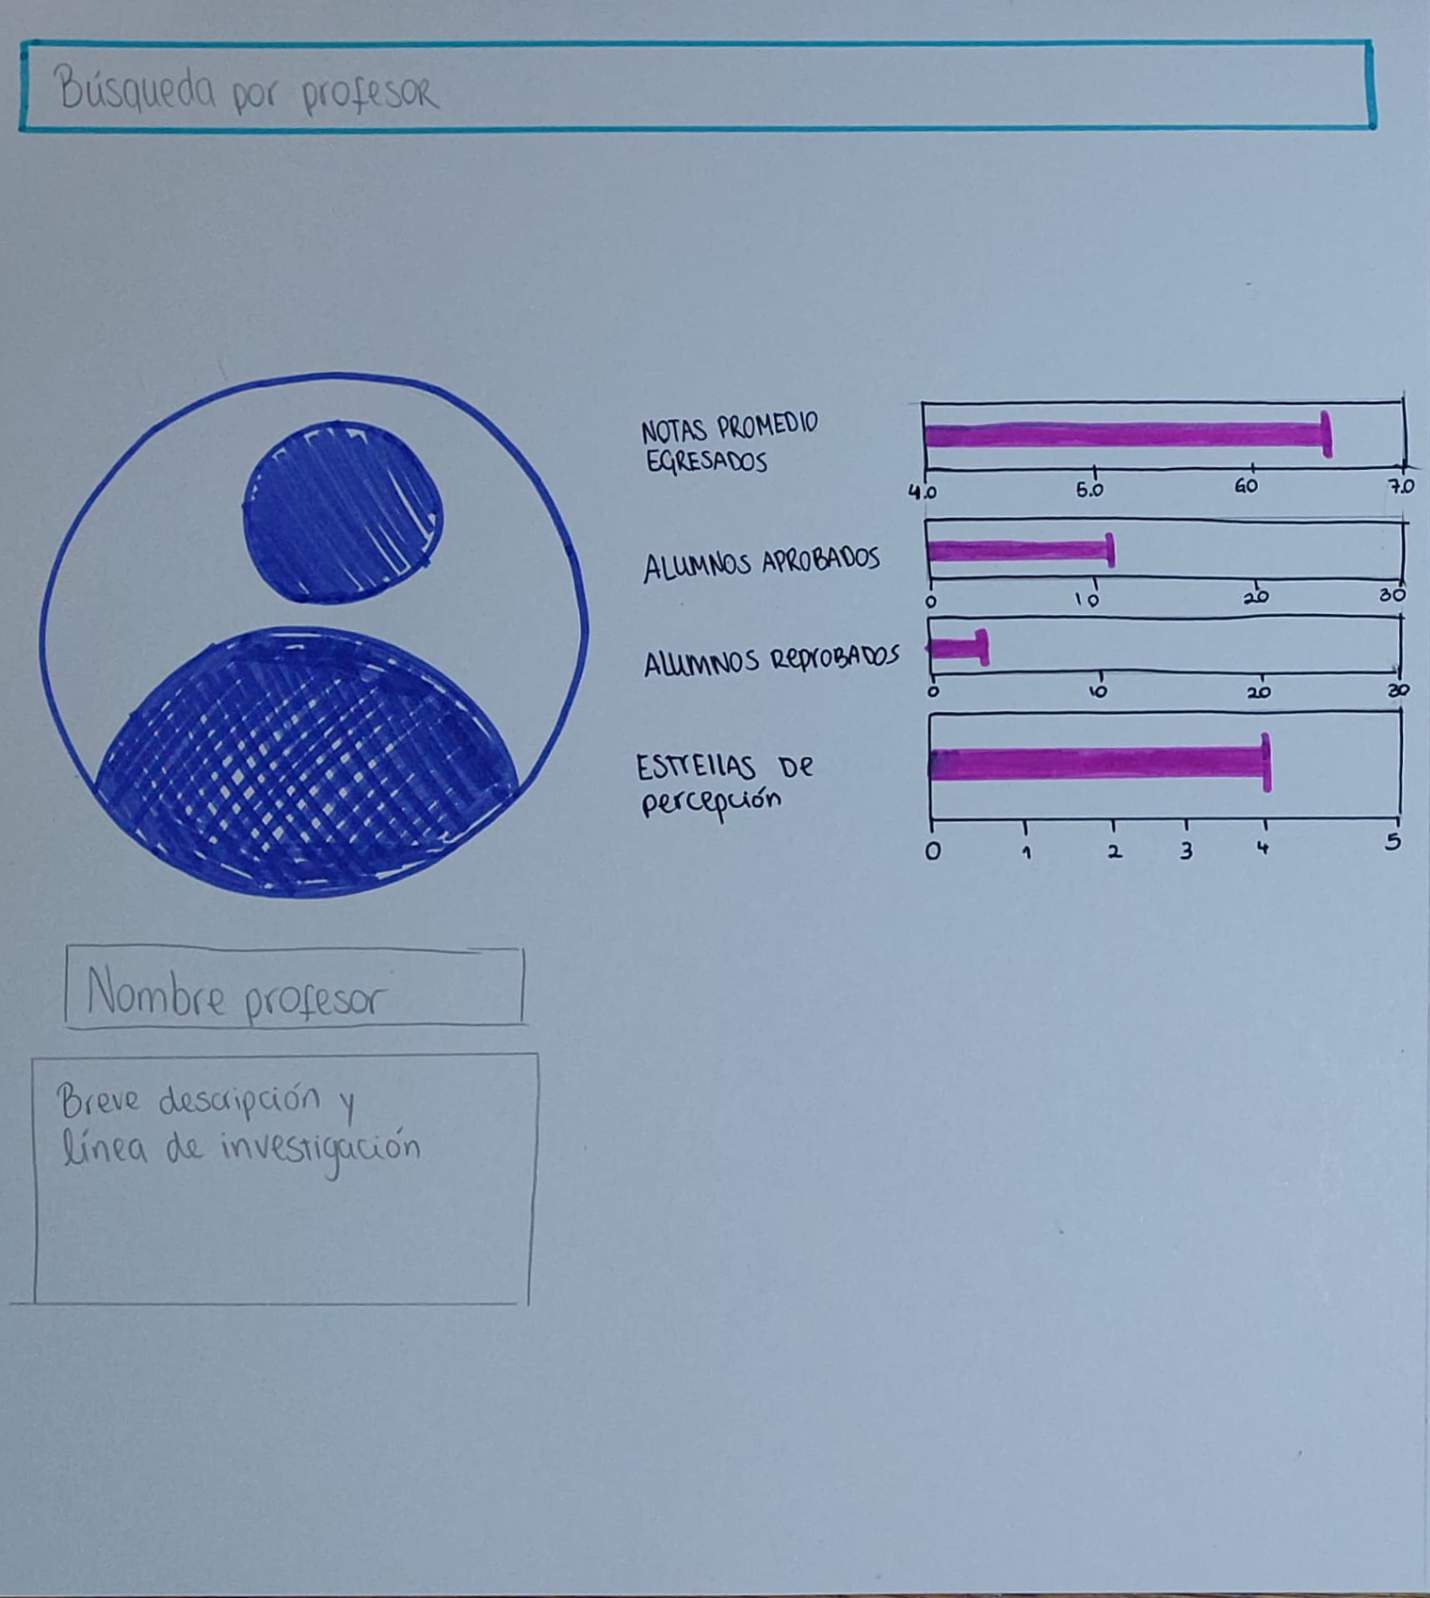 Búsqueda por profesor
NOTAS PROMEDIO
EGRESADOS
4.0 5.0 6.0 7.0
ALUMNOS APROBADOS
0 10 20 30
ALUMNOS REPROBADOS
0 10 20 30
ESTRELLAS DE
percepción
0 1 2 3 4 5
Nombre profesor
Breve descripción y
línea de investigación